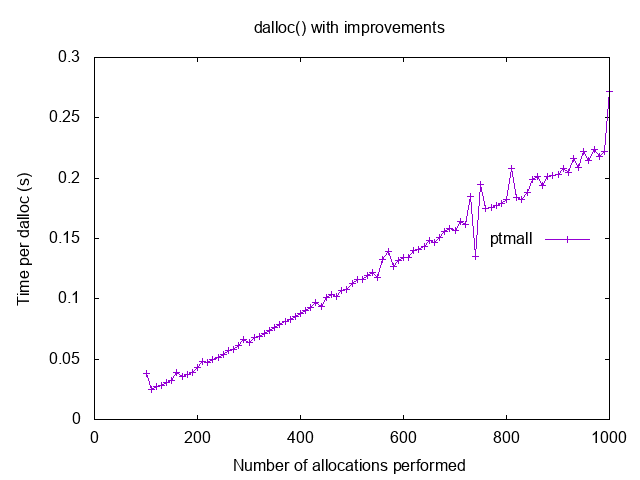 dalloc() with improvements
0.3
0.25
0.2
0.15
0.1
0.05
0
Time per dalloc (s)
ptmall
0 200 400 600 800 1000
Number of allocations performed